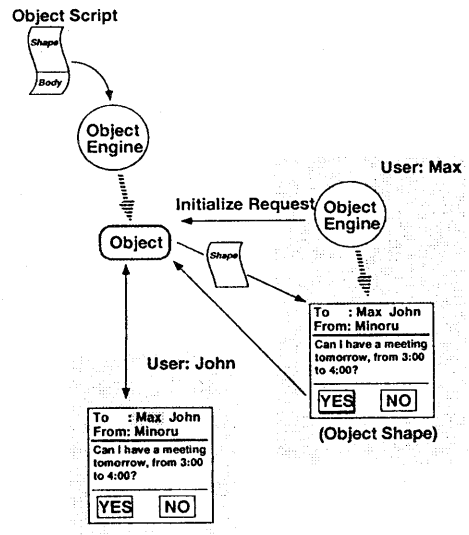 Object Script
Shape
Body
Object
Engine
User: Max
Initialize Request
Object
Engine
Object
Shape
To : Max John
From: Minoru
Can I have a meeting
tomorrow, from 3:00
to 4:00?
YES NO
(Object Shape)
User: John
To : Max John
From: Minoru
Can I have a meeting
tomorrow, from 3:00
to 4:00?
YES NO